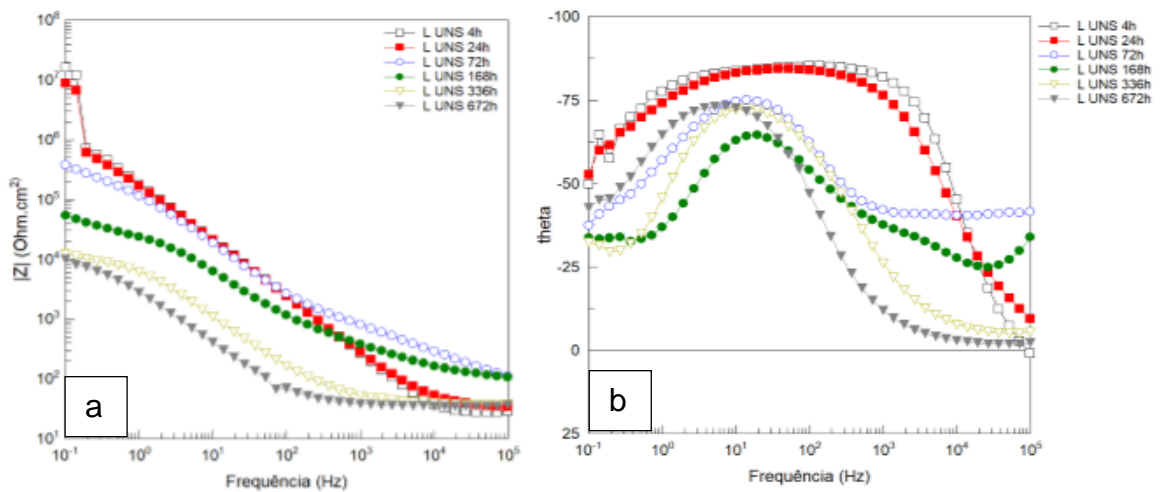 10^8
10^7
10^6
10^5
10^4
10^3
10^2
10^1
|Z| (Ohm.cm²)
L UNS 4h
L UNS 24h
L UNS 72h
L UNS 168h
L UNS 336h
L UNS 672h
a
10^-1 10^0 10^1 10^2 10^3 10^4 10^5
Frequência (Hz)
-100
-75
-50
-25
0
25
theta
L UNS 4h
L UNS 24h
L UNS 72h
L UNS 168h
L UNS 336h
L UNS 672h
b
10^-1 10^0 10^1 10^2 10^3 10^4 10^5
Frequência (Hz)